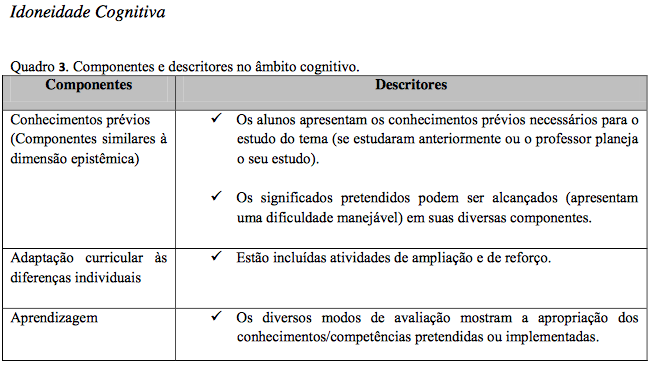 Idoneidade Cognitiva
Quadro 3. Componentes e descritores no âmbito cognitivo.
Componentes
Descritores
Conhecimentos prévios
(Componentes similares à
dimensão epistêmica)
✓ Os alunos apresentam os conhecimentos prévios necessários para o
estudo do tema (se estudaram anteriormente ou o professor planeja
o seu estudo).
✓ Os significados pretendidos podem ser alcançados (apresentam
uma dificuldade manejável) em suas diversas componentes.
Adaptação curricular às
diferenças individuais
✓ Estão incluídas atividades de ampliação e de reforço.
Aprendizagem
✓ Os diversos modos de avaliação mostram a apropriação dos
conhecimentos/competências pretendidas ou implementadas.